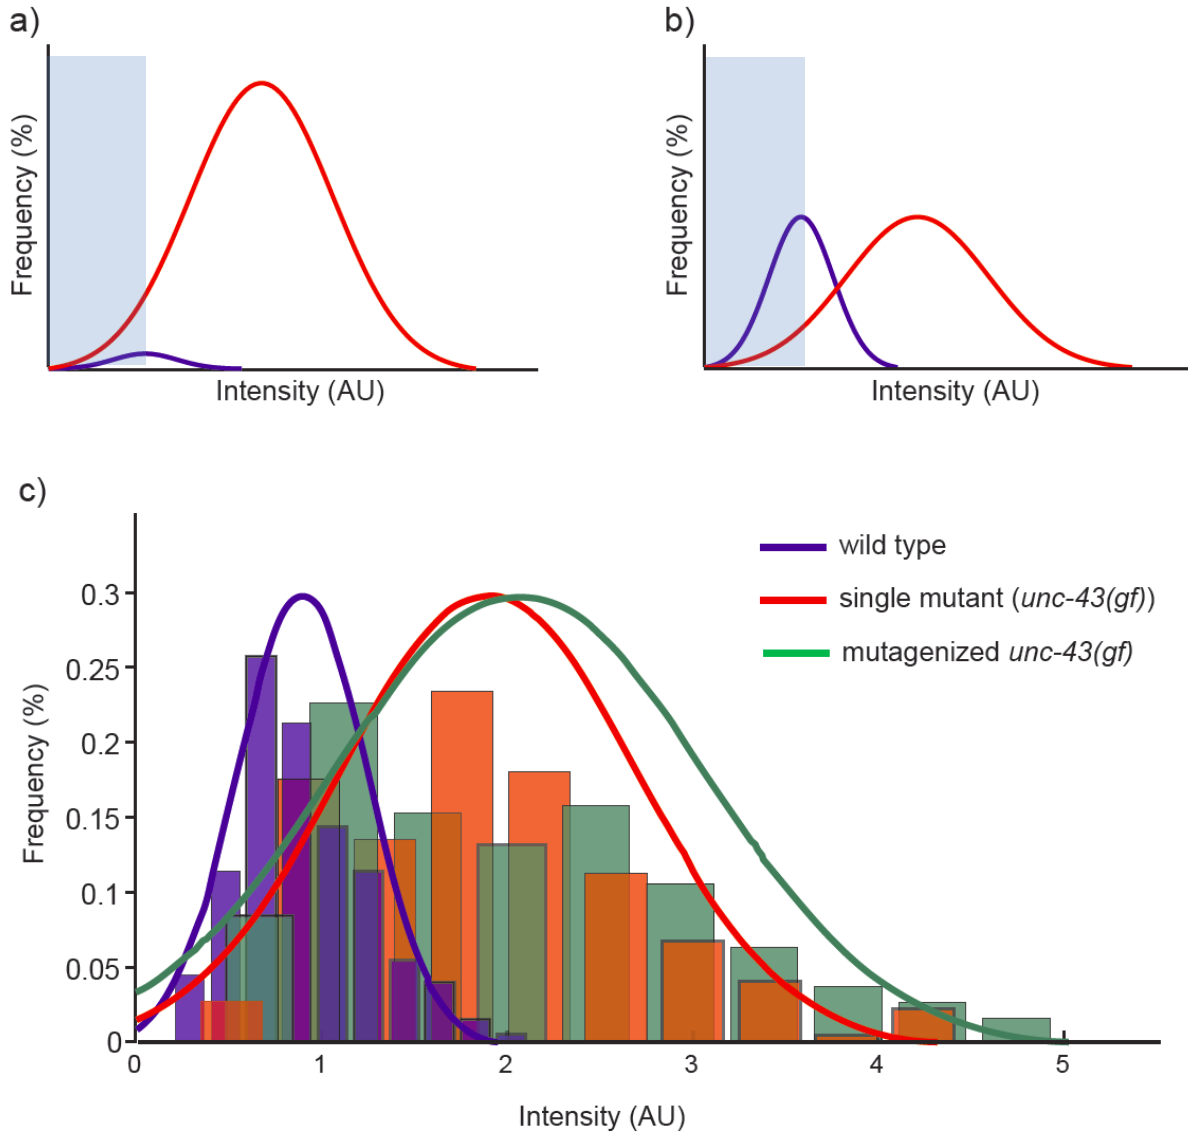 a)
b)
Frequency (%)
Frequency (%)
Intensity (AU)
Intensity (AU)
c)
wild type
single mutant (unc-43(gf))
mutagenized unc-43(gf)
Frequency (%)
0.3
0.25
0.2
0.15
0.1
0.05
0
0 1 2 3 4 5
Intensity (AU)